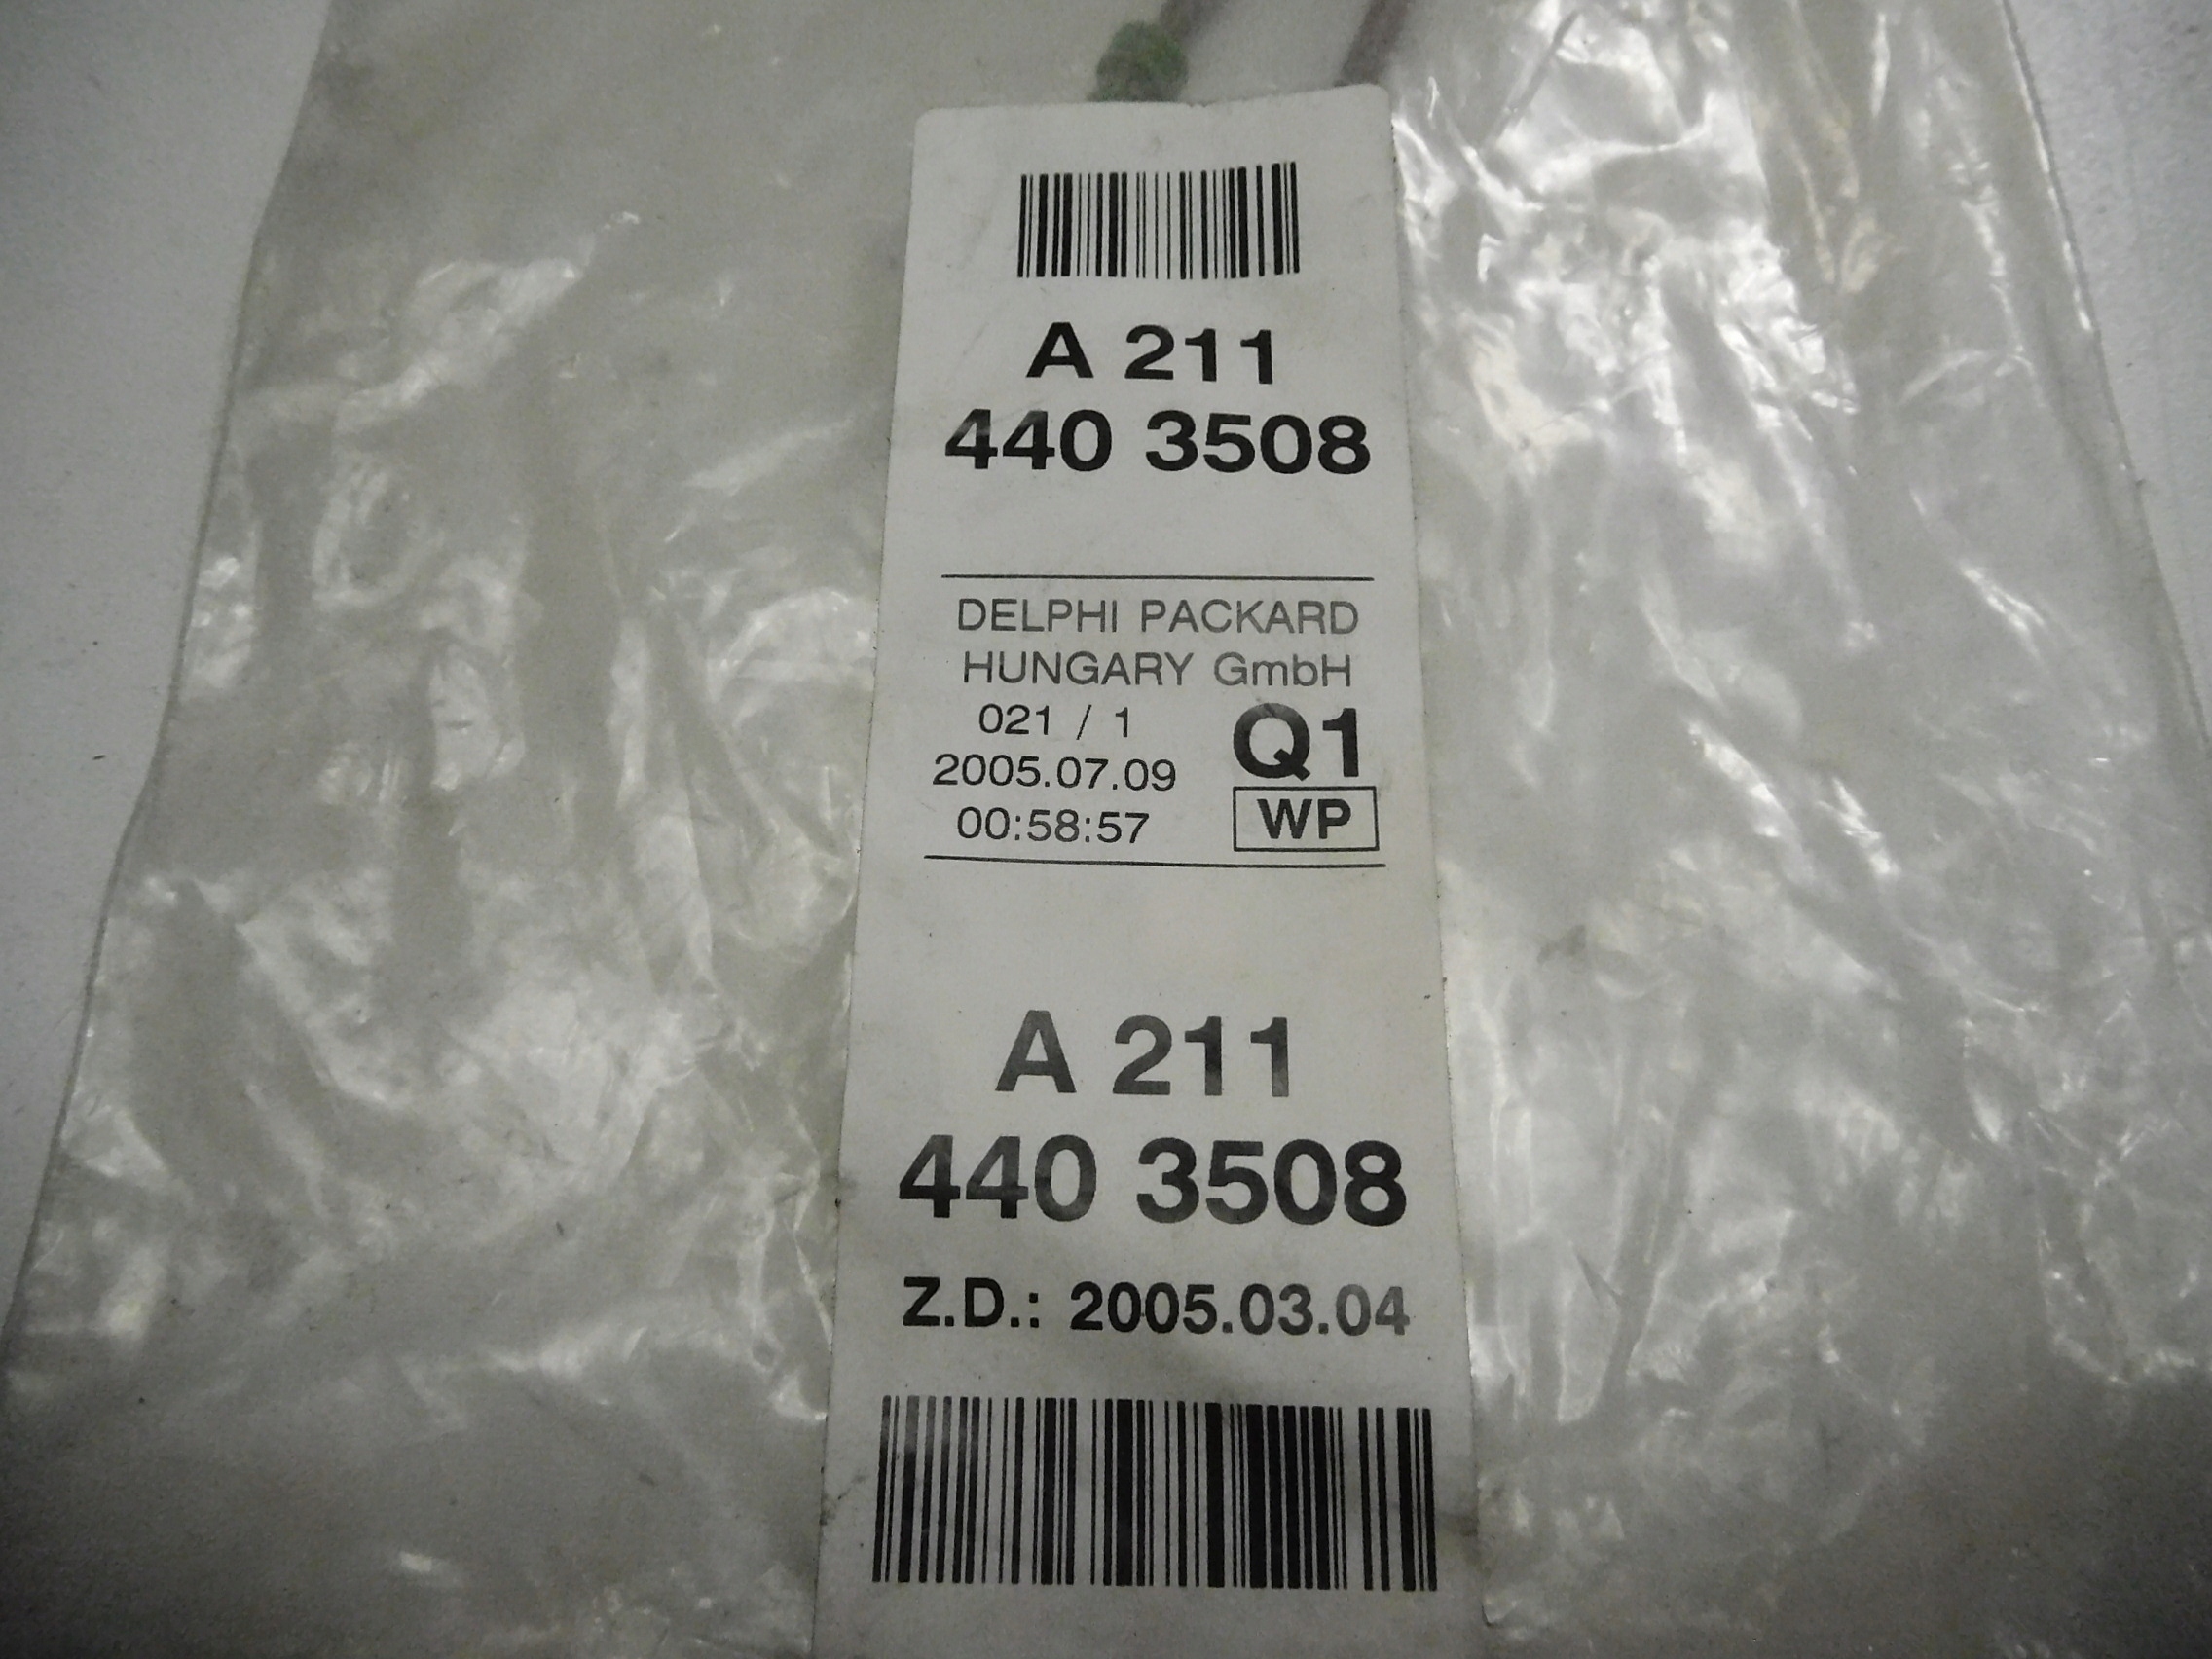 A 211
440 3508
DELPHI PACKARD
HUNGARY GmbH
021 / 1
Q1
2005.07.09
WP
00:58:57
A 211
440 3508
Z.D.: 2005.03.04